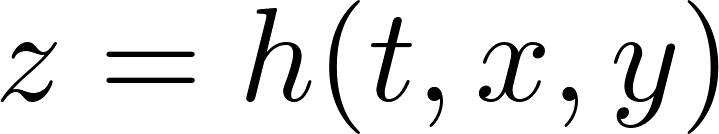 z = h(t, x, y)